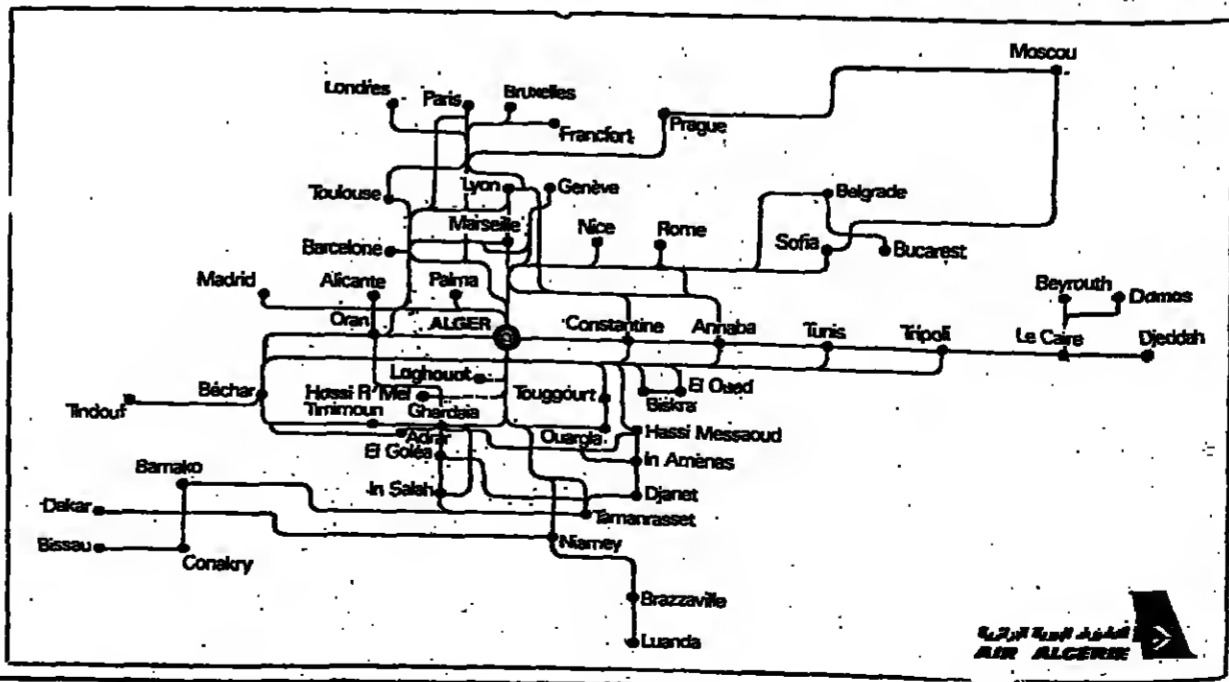 Moscou
Londres
Paris
Bruxelles
Francfort
Prague
Toulouse
Lyon
Genève
Belgrade
Marseille
Nice
Rome
Sofia
Bucarest
Barcelone
Madrid
Alicante
Palma
Beyrouth
Damas
Oran
ALGER
Constantine
Annaba
Tunis
Tripoli
Le Caire
Djeddah
Laghouat
Béchar
Hassi R'Mel
Touggourt
El Oued
Biskra
Tindouf
Timimoun
Ghardaia
Adrar
Ouargla
Hassi Messaoud
El Goléa
In Aménas
Bamako
In Salah
Djanet
Dakar
Tamanrasset
Bissau
Conakry
Niamey
Brazzaville
Luanda
AIR ALGERIE